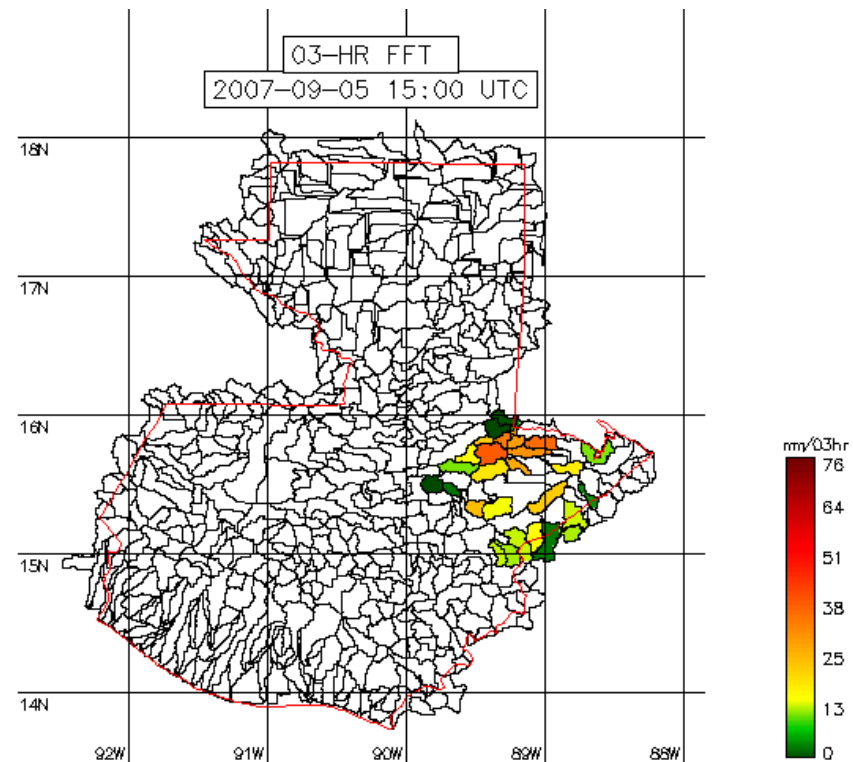 03-HR FFT
2007-09-05 15:00 UTC
18N
17N
16N
15N
14N
92W 91W 90W 89W 88W
mm/03hr
76
64
51
38
25
13
0